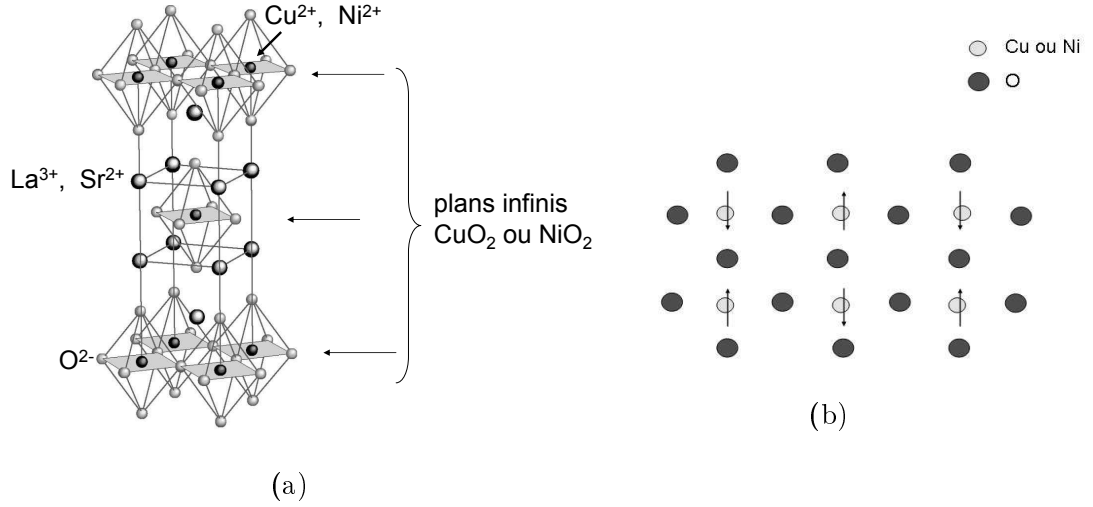 Cu2+, Ni2+
La3+, Sr2+
plans infinis
CuO2 ou NiO2
O2-
(a)
Cu ou Ni
O
(b)